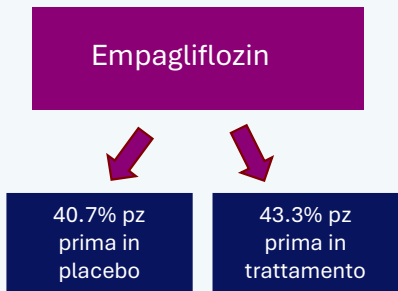 Empagliflozin
40.7% pz
prima in
placebo
43.3% pz
prima in
trattamento